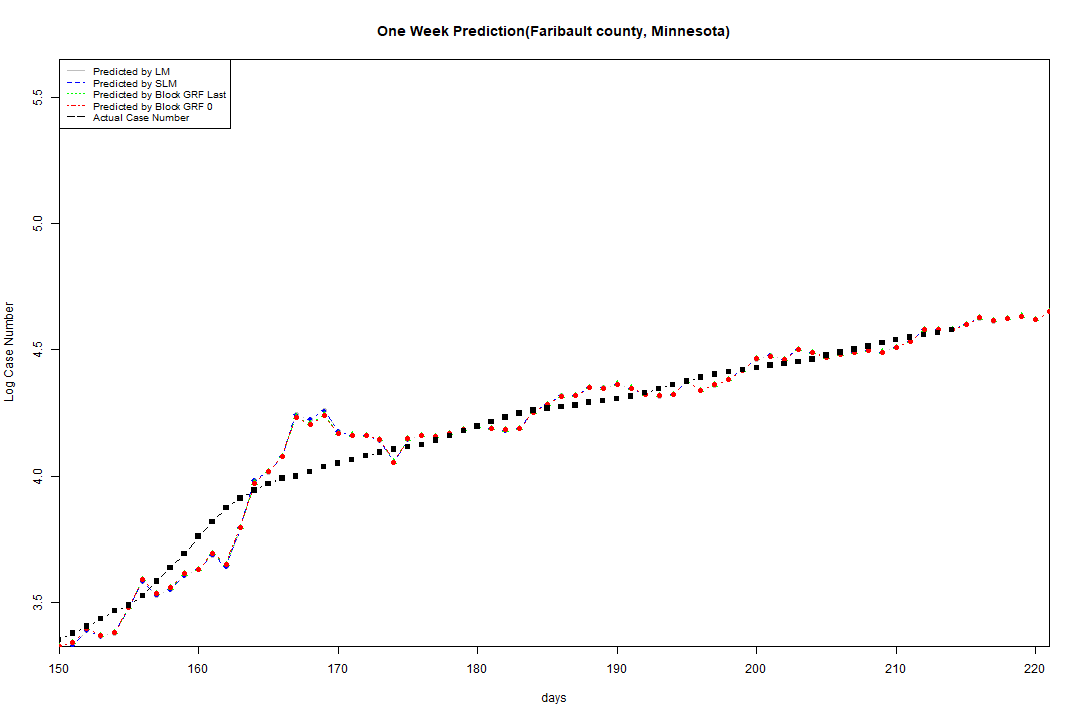 One Week Prediction(Faribault county, Minnesota)
Predicted by LM
Predicted by SLM
Predicted by Block GRF Last
Predicted by Block GRF 0
Actual Case Number
Log Case Number
5.5
5.0
4.5
4.0
3.5
150 160 170 180 190 200 210 220
days